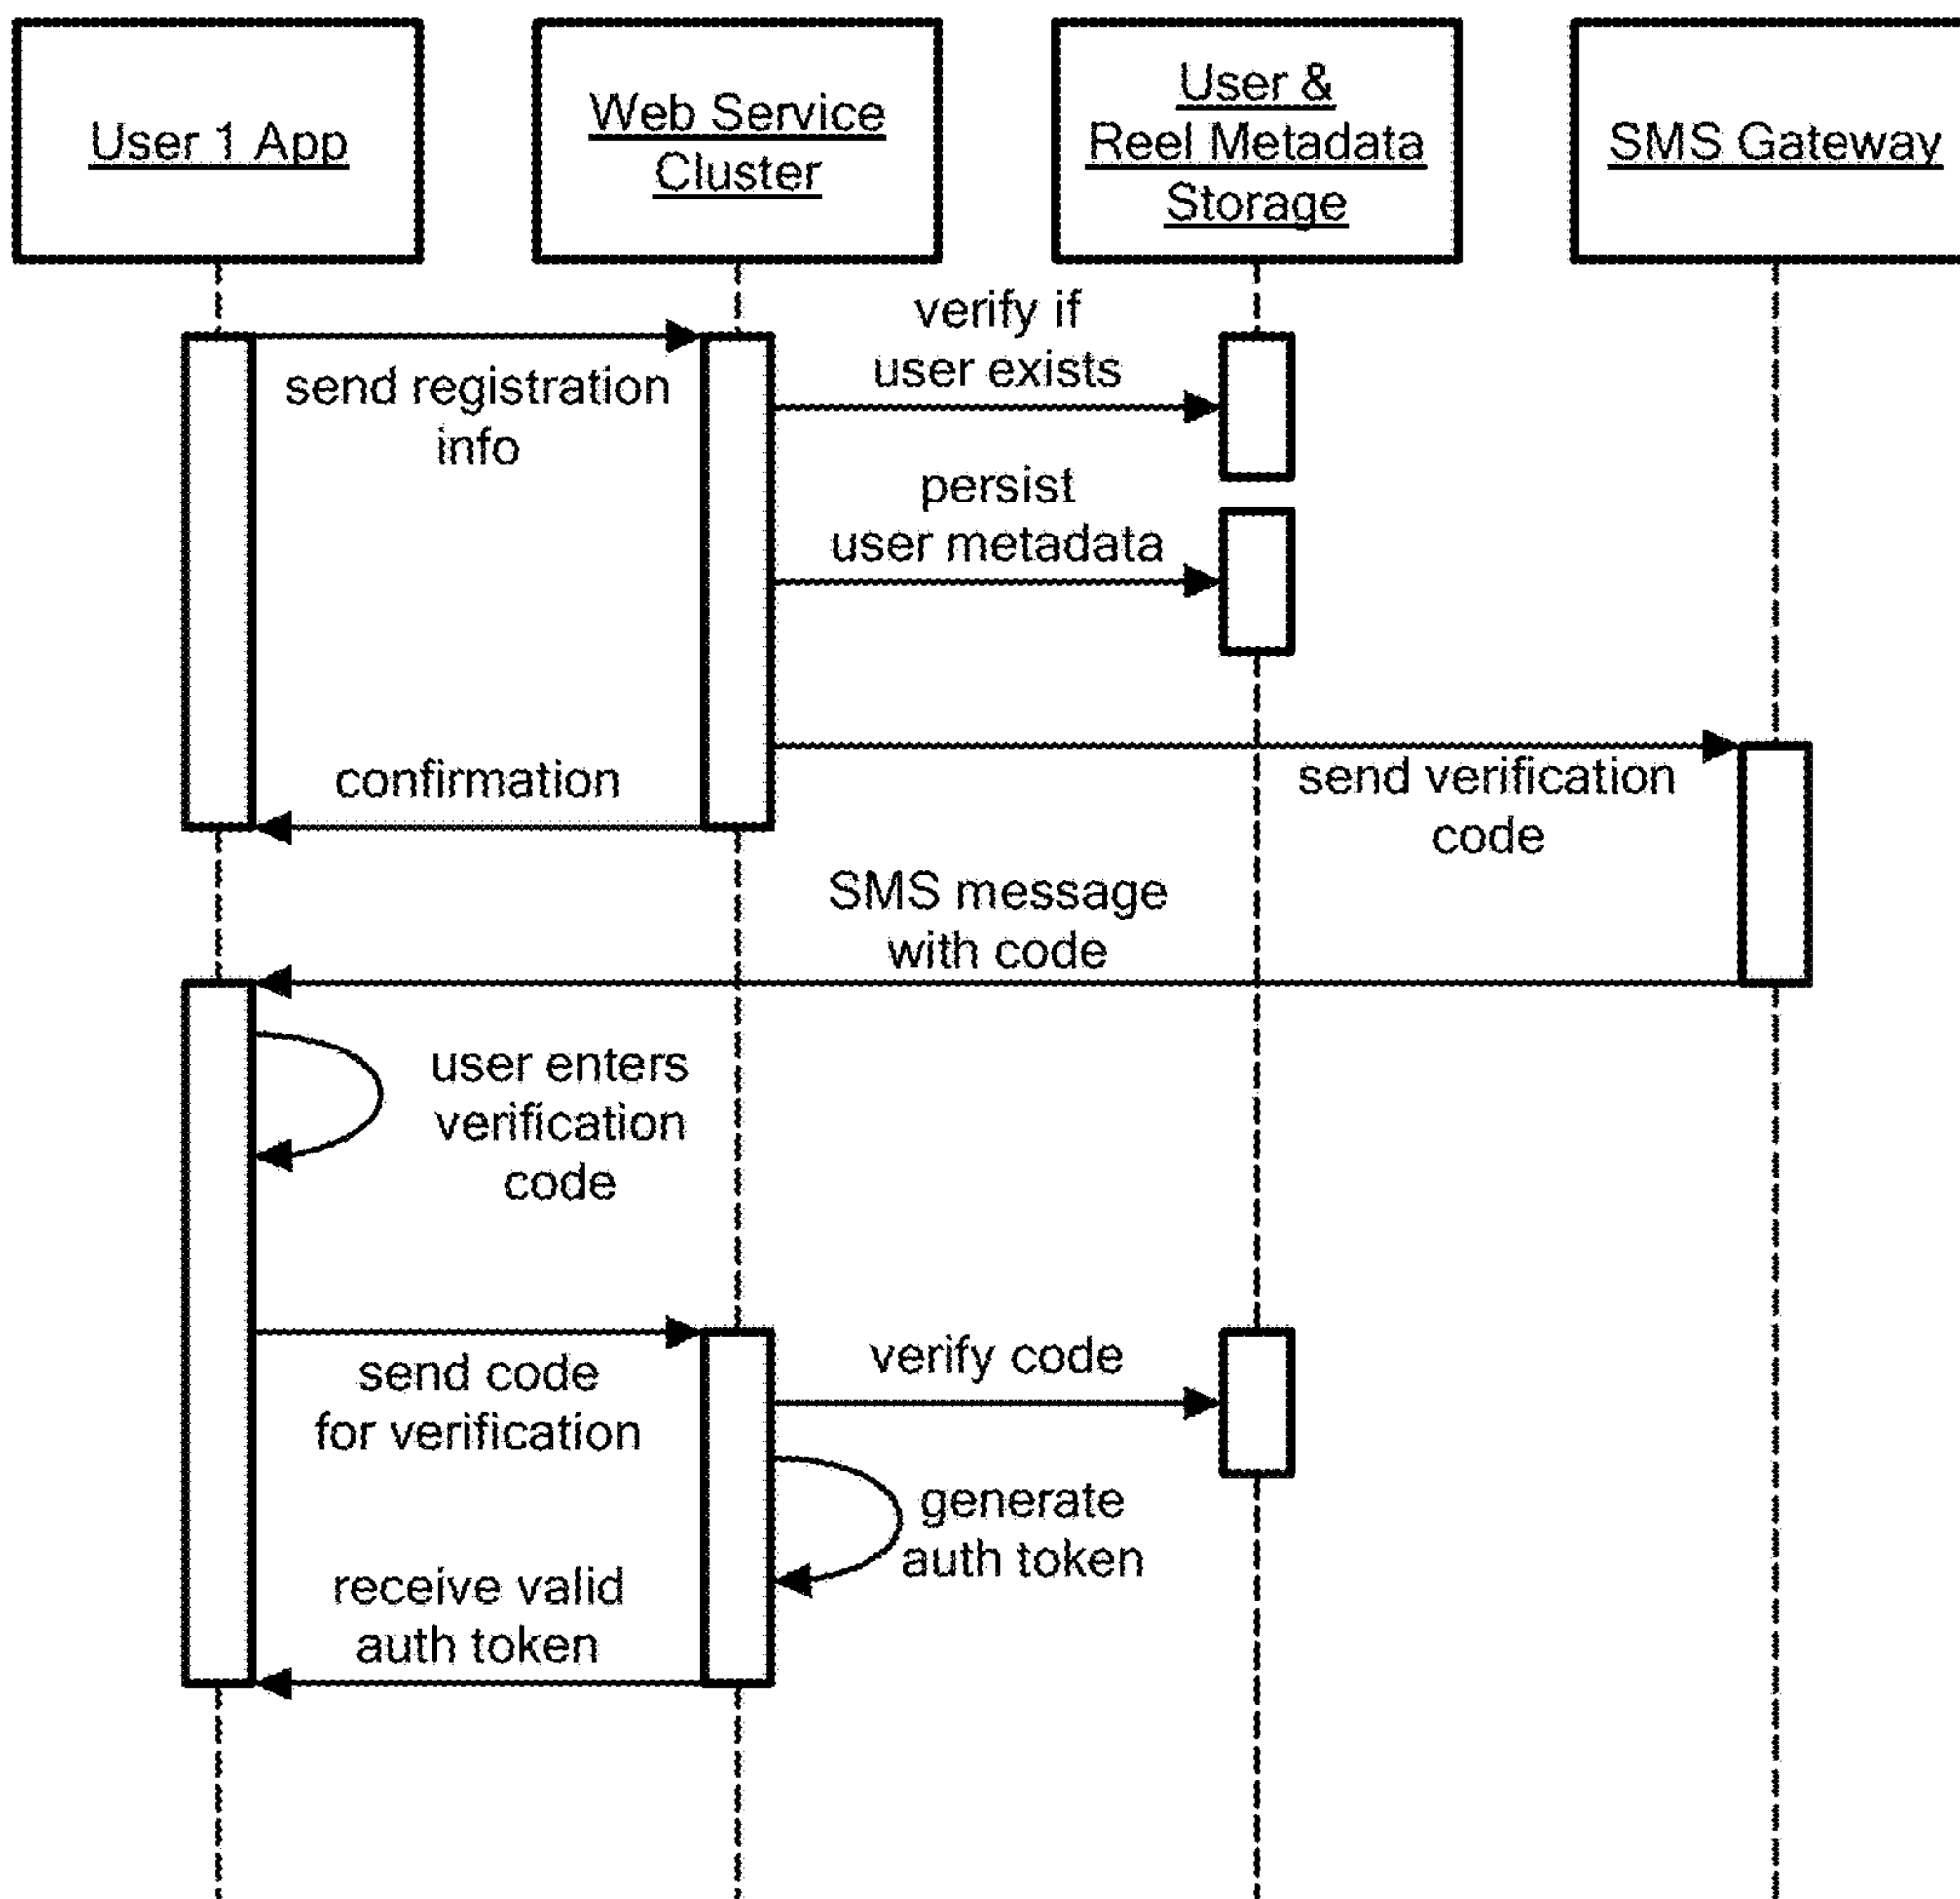 User 1 App
Web Service
Cluster
User &
Reel Metadata
Storage
SMS Gateway
send registration
info
verify if
user exists
persist
user metadata
send verification
code
confirmation
SMS message
with code
user enters
verification
code
send code
for verification
verify code
generate
auth token
receive valid
auth token